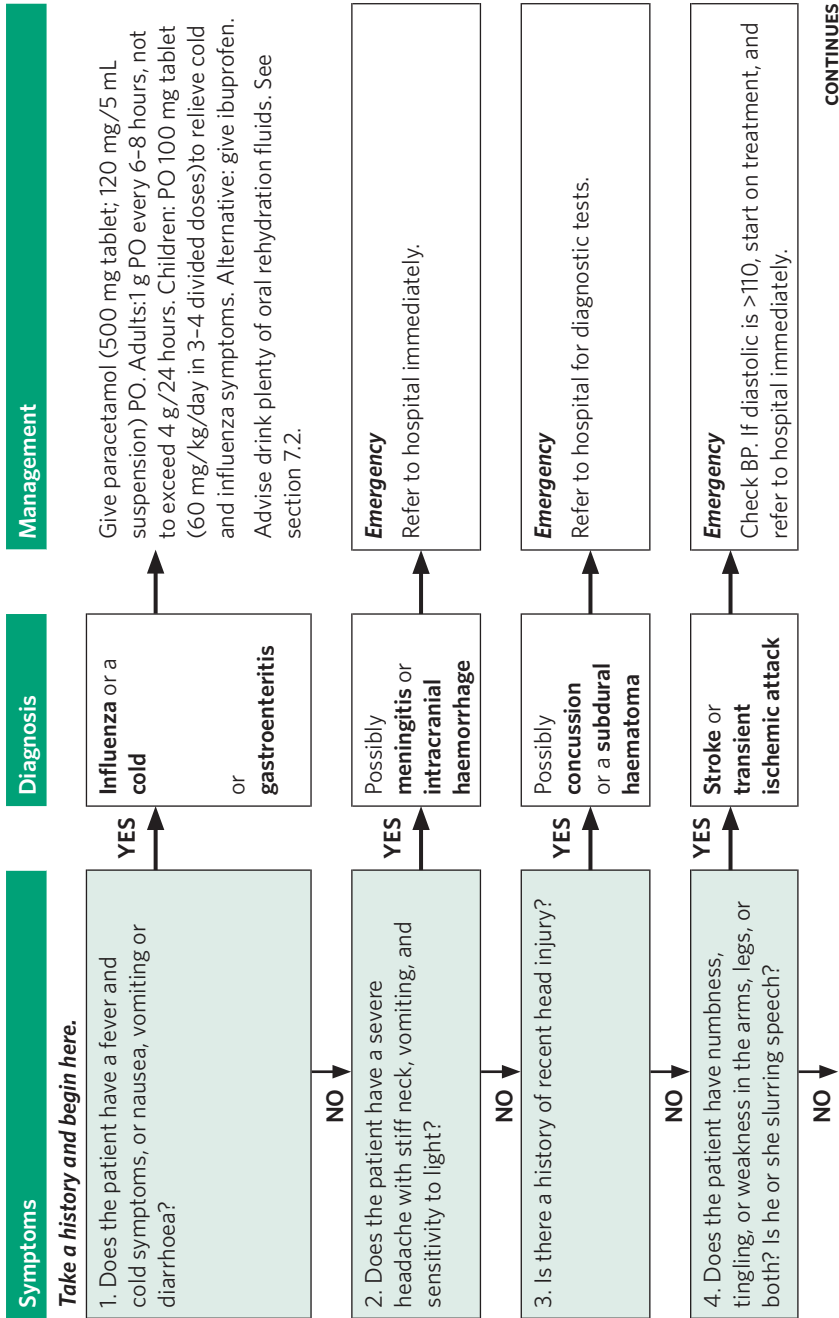 Symptoms
Diagnosis
Management
Take a history and begin here.
1. Does the patient have a fever and
cold symptoms, or nausea, vomiting or
diarrhoea?
YES
Influenza or a
cold
or
gastroenteritis
Give paracetamol (500 mg tablet; 120 mg/5 mL
suspension) PO. Adults:1 g PO every 6–8 hours, not
to exceed 4 g/24 hours. Children: PO 100 mg tablet
(60 mg/kg/day in 3–4 divided doses)to relieve cold
and influenza symptoms. Alternative: give ibuprofen.
Advise drink plenty of oral rehydration fluids. See
section 7.2.
NO
2. Does the patient have a severe
headache with stiff neck, vomiting, and
sensitivity to light?
YES
Possibly
meningitis or
intracranial
haemorrhage
Emergency
Refer to hospital immediately.
NO
3. Is there a history of recent head injury?
YES
Possibly
concussion
or a subdural
haematoma
Emergency
Refer to hospital for diagnostic tests.
NO
4. Does the patient have numbness,
tingling, or weakness in the arms, legs, or
both? Is he or she slurring speech?
YES
Stroke or
transient
ischemic attack
Emergency
Check BP. If diastolic is >110, start on treatment, and
refer to hospital immediately.
NO
CONTINUES